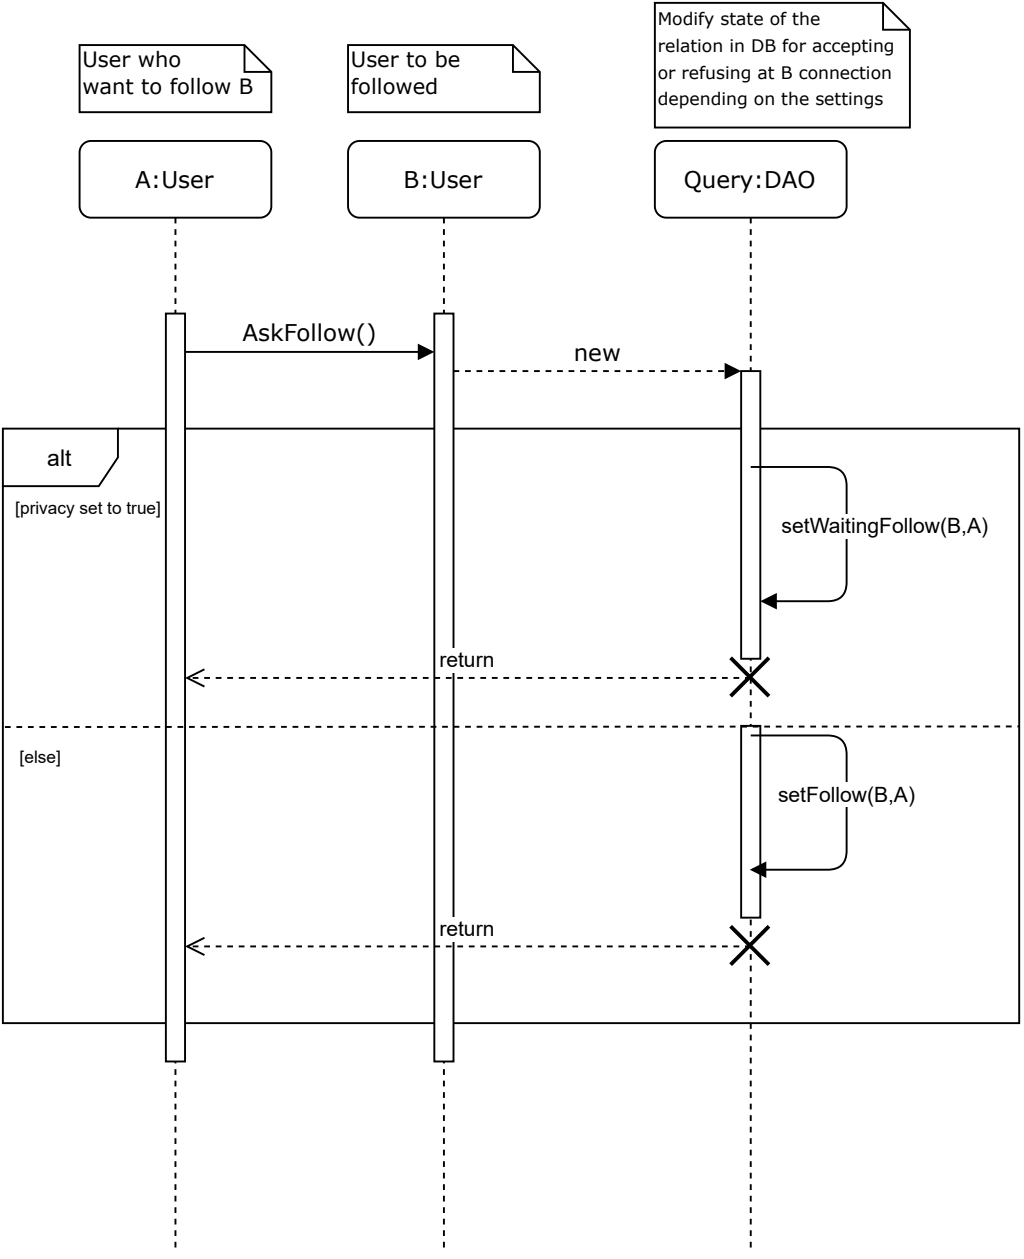 User who
want to follow B
User to be
followed
Modify state of the
relation in DB for accepting
or refusing at B connection
depending on the settings
A:User
B:User
Query:DAO
AskFollow()
new
alt
[privacy set to true]
setWaitingFollow(B,A)
return
[else]
setFollow(B,A)
return